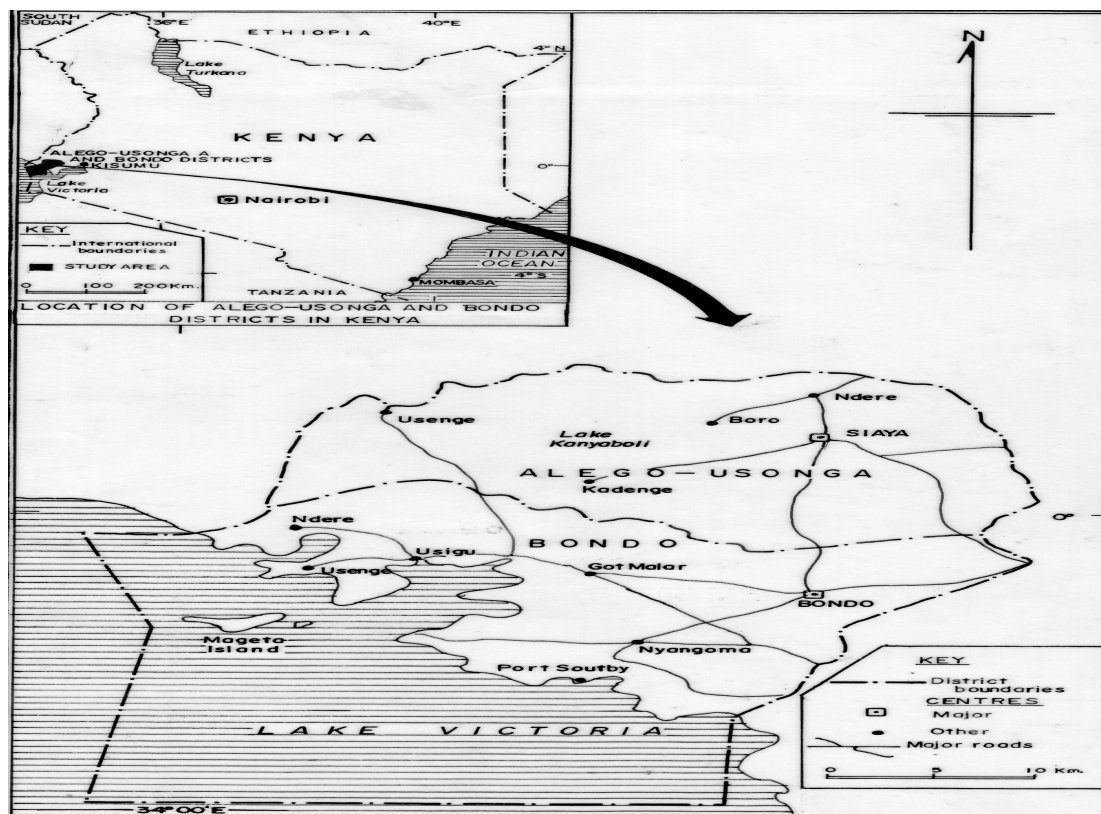 SOUTH
SUDAN
36°E
40°E
ETHIOPIA
4°N
Lake
Turkana
KENYA
ALEGO-USONGA A
AND BONDO DISTRICTS
KISUMU
0°
Lake
Victoria
Nairobi
KEY
International
boundaries
STUDY AREA
0 100 200Km.
INDIAN
OCEAN
4°S
MOMBASA
TANZANIA
LOCATION OF ALEGO-USONGA AND BONDO
DISTRICTS IN KENYA
N
Usenge
Ndere
Boro
Lake
Kanyaboli
SIAYA
ALEGO-USONGA
Kadenge
Ndere
0°
BONDO
Usigu
Usenge
Got Malar
BONDO
Mageta
Island
Nyangoma
Port Soutby
LAKE VICTORIA
34°00'E
KEY
District
boundaries
CENTRES
Major
Other
Major roads
0 5 10 Km.